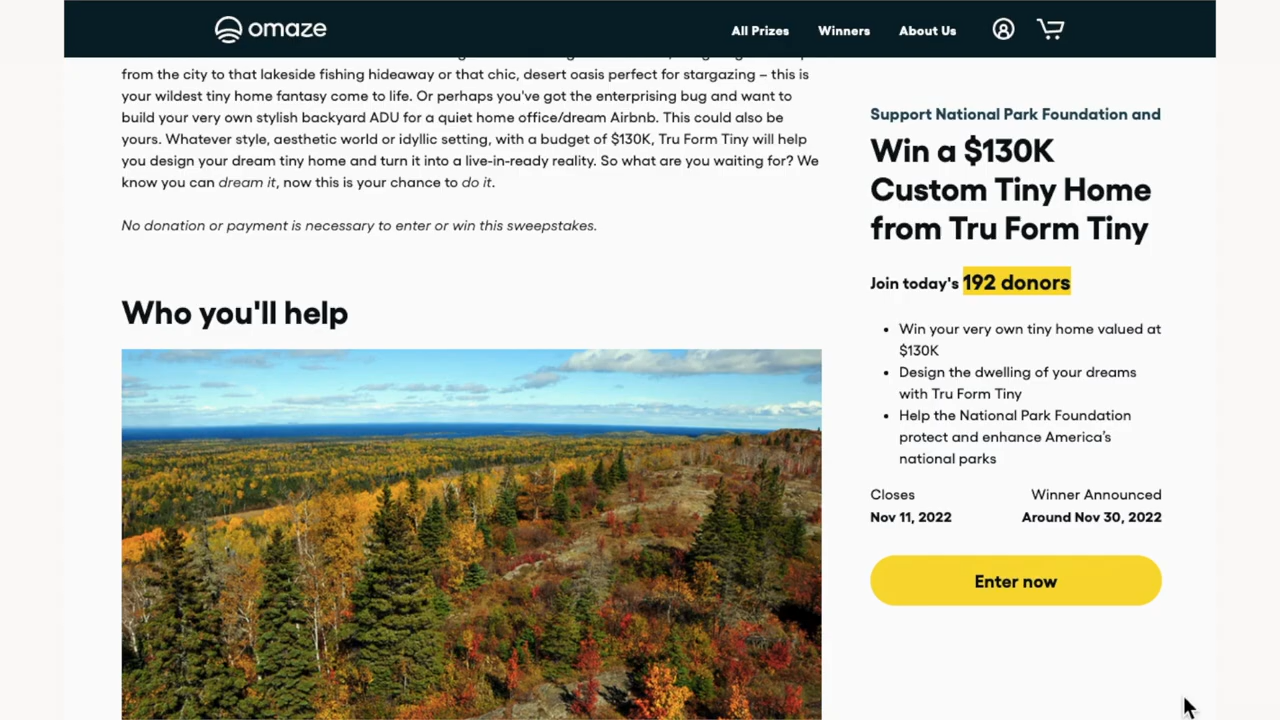 omaze
All Prizes
Winners
About Us
from the city to that lakeside fishing hideaway or that chic, desert oasis perfect for stargazing – this is
your wildest tiny home fantasy come to life. Or perhaps you've got the enterprising bug and want to
build your very own stylish backyard ADU for a quiet home office/dream Airbnb. This could also be
yours. Whatever style, aesthetic world or idyllic setting, with a budget of $130K, Tru Form Tiny will help
you design your dream tiny home and turn it into a live-in-ready reality. So what are you waiting for? We
know you can dream it, now this is your chance to do it.
No donation or payment is necessary to enter or win this sweepstakes.
Who you'll help
Support National Park Foundation and
Win a $130K
Custom Tiny Home
from Tru Form Tiny
Join today's 192 donors
• Win your very own tiny home valued at
$130K
• Design the dwelling of your dreams
with Tru Form Tiny
• Help the National Park Foundation
protect and enhance America’s
national parks
Closes
Winner Announced
Nov 11, 2022
Around Nov 30, 2022
Enter now